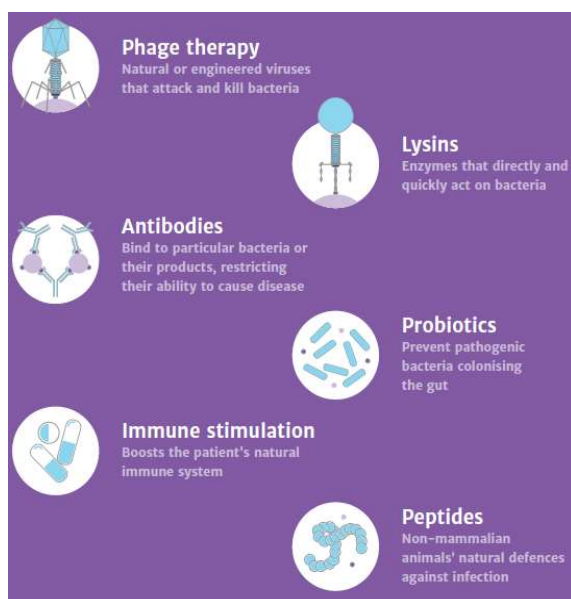 Phage therapy
Natural or engineered viruses
that attack and kill bacteria
Lysins
Enzymes that directly and
quickly act on bacteria
Antibodies
Bind to particular bacteria or
their products, restricting
their ability to cause disease
Probiotics
Prevent pathogenic
bacteria colonising
the gut
Immune stimulation
Boosts the patient's natural
immune system
Peptides
Non-mammalian
animals' natural defences
against infection